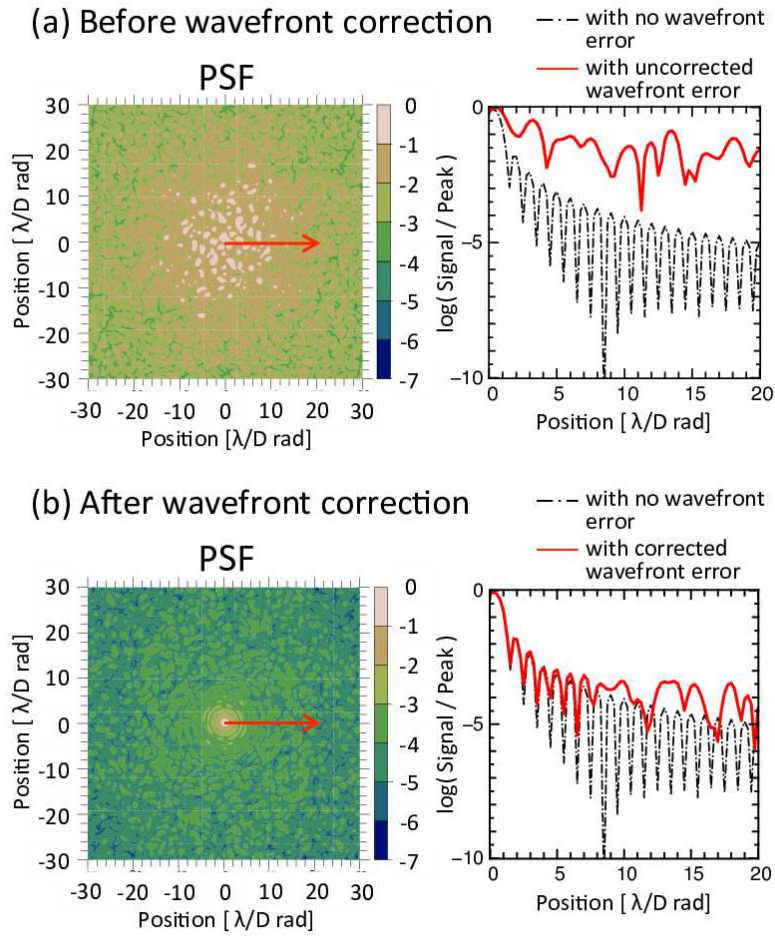 (a) Before wavefront correction
with no wavefront
error
with uncorrected
wavefront error
PSF
30
20
10
0
-10
-20
-30
Position [ λ/D rad]
-30 -20 -10 0 10 20 30
Position [λ/D rad]
0
-1
-2
-3
-4
-5
-6
-7
0
−5
−10
log( Signal / Peak )
0 5 10 15 20
Position [ λ/D rad]
(b) After wavefront correction
with no wavefront
error
with corrected
wavefront error
PSF
30
20
10
0
-10
-20
-30
Position [ λ/D rad]
-30 -20 -10 0 10 20 30
Position [ λ/D rad]
0
-1
-2
-3
-4
-5
-6
-7
0
−5
−10
log( Signal / Peak )
0 5 10 15 20
Position [ λ/D rad]